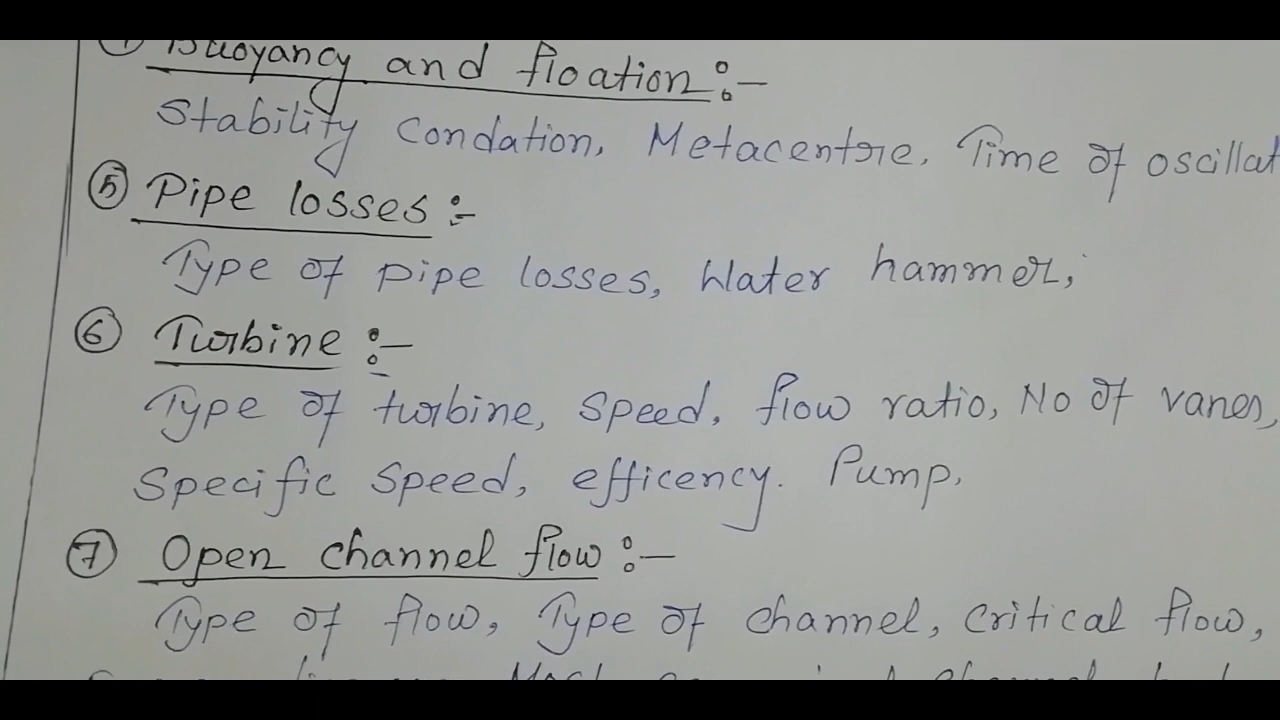 Buoyancy and floation :-
Stability Condation, Metacentre, Time of oscillat
⑤ Pipe losses :-
Type of pipe losses, Water hammer,
⑥ Turbine :-
Type of turbine, Speed, flow ratio, No of vanes,
Specific Speed, efficency. Pump.
⑦ Open channel flow :-
Type of flow, Type of channel, critical flow,